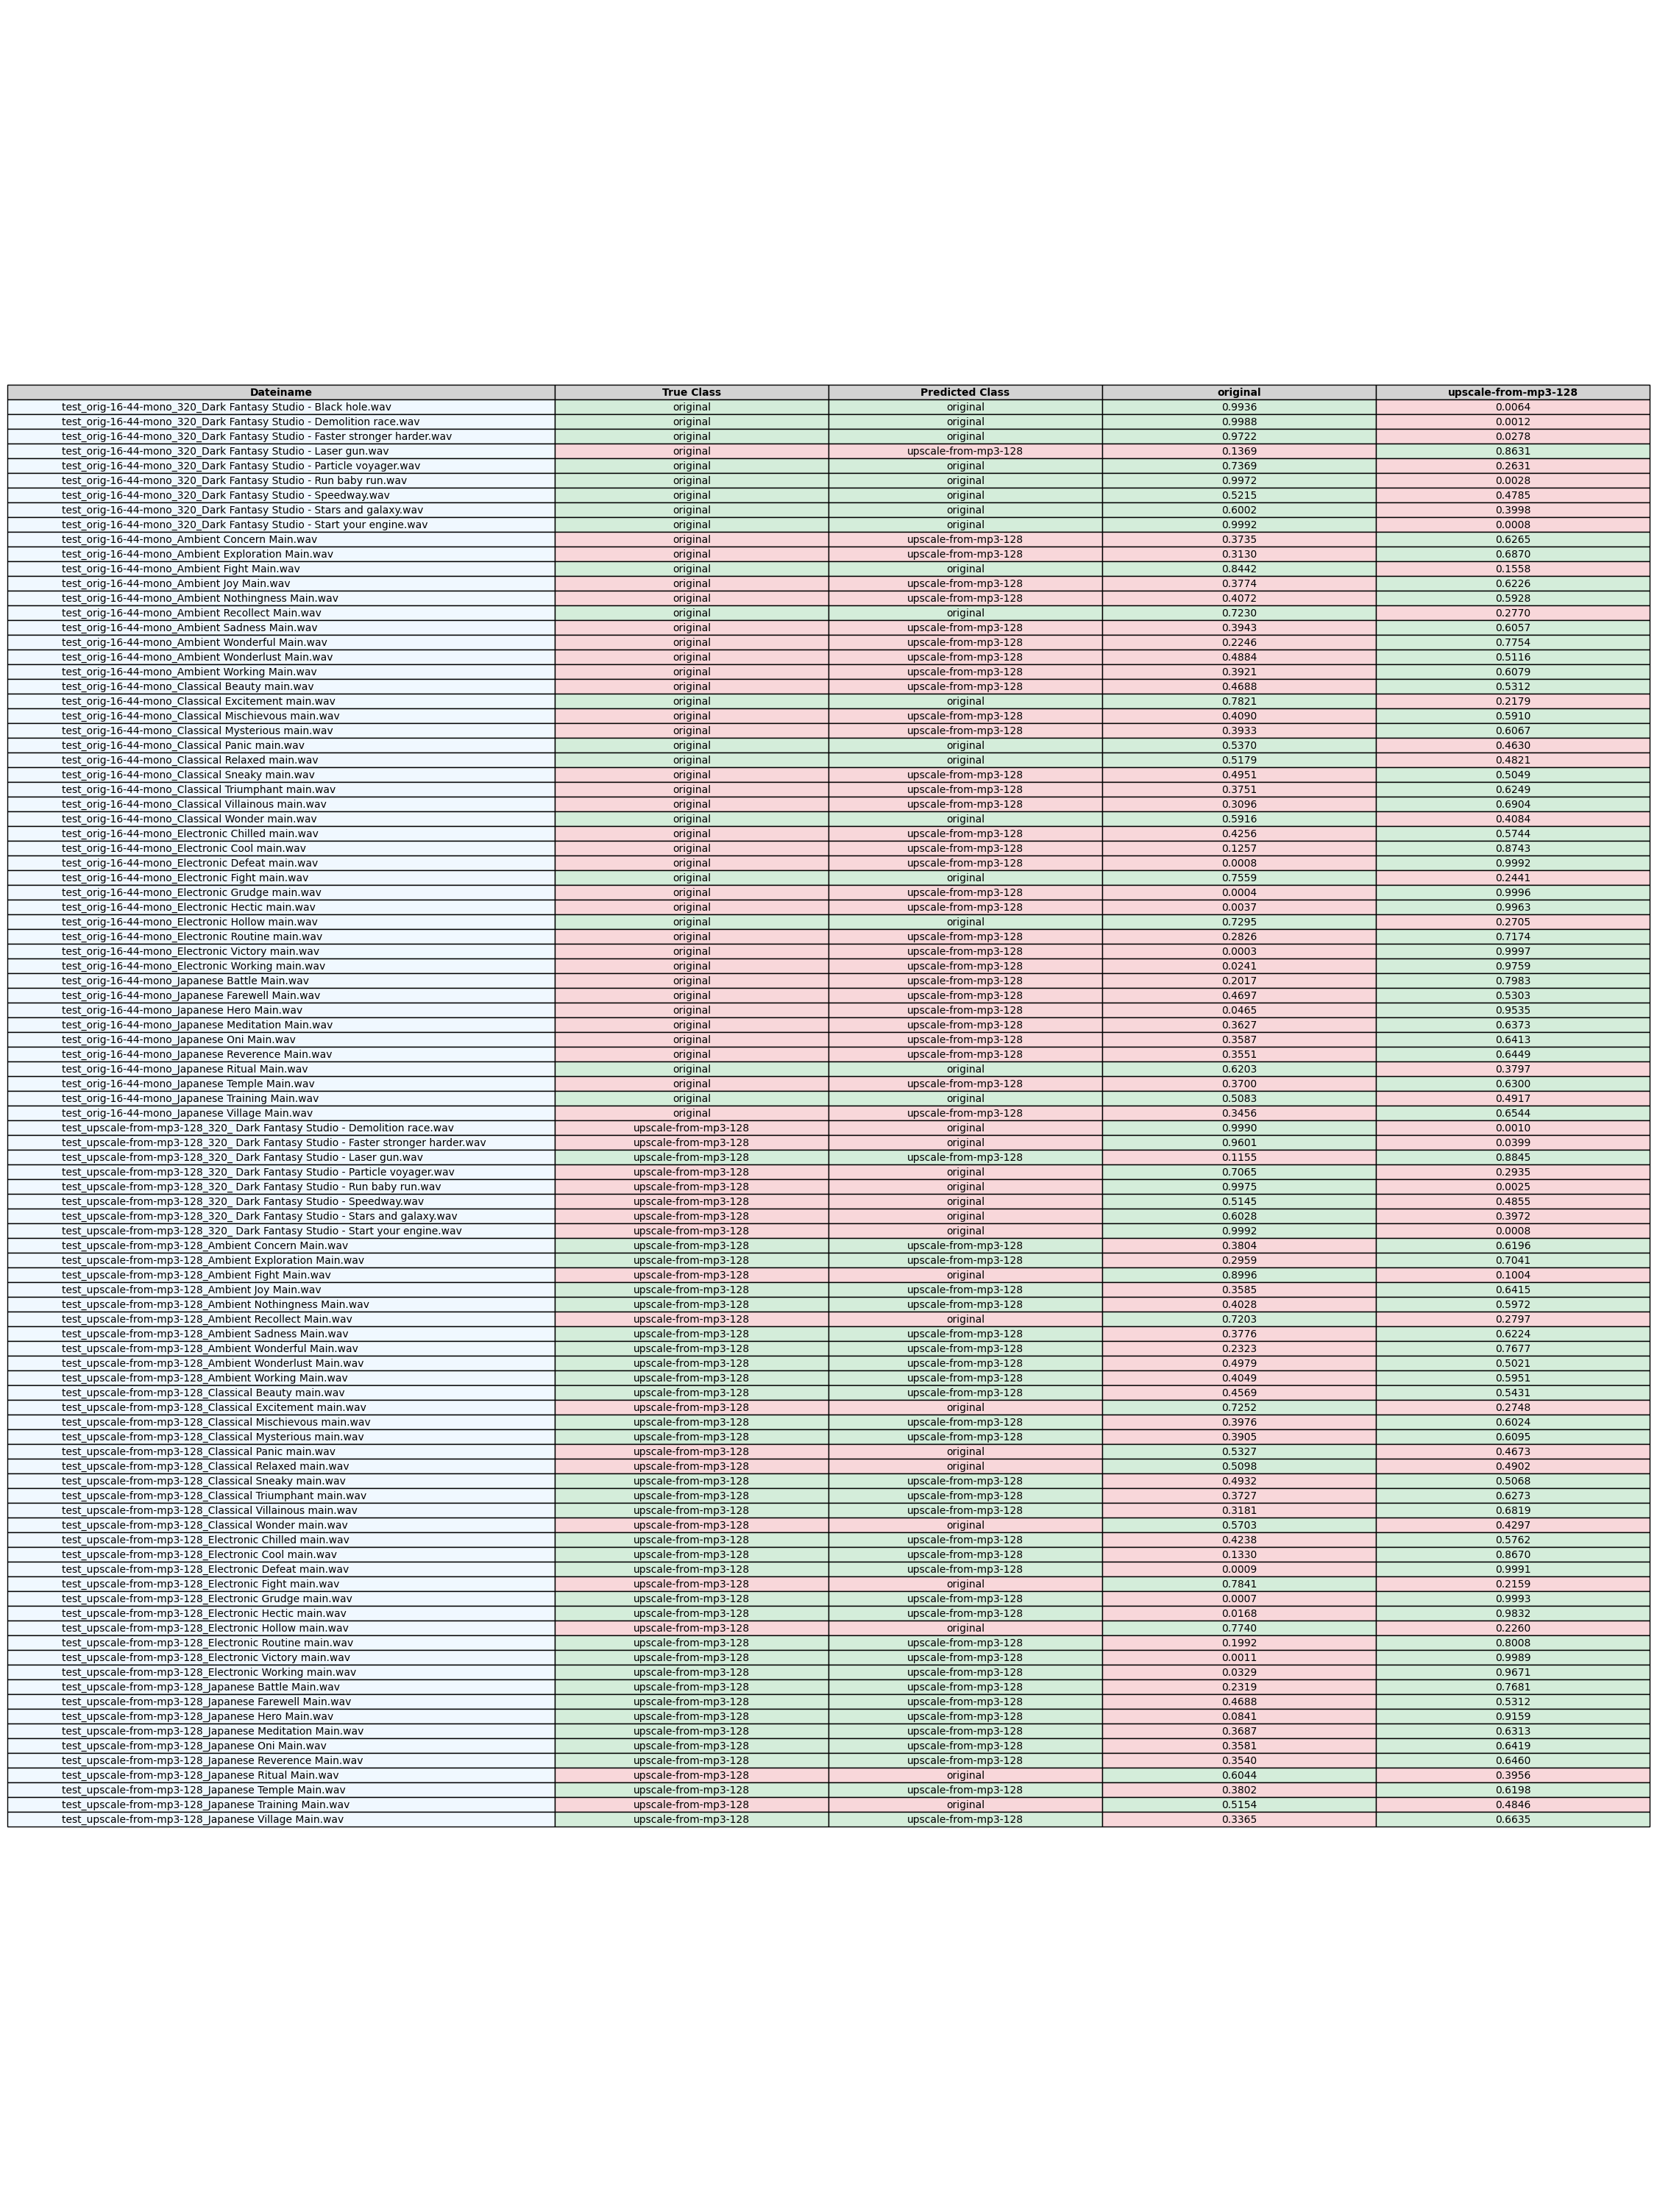 Dateiname True Class Predicted Class original upscale-from-mp3-128
test_orig-16-44-mono_320_Dark Fantasy Studio - Black hole.wav original original 0.9936 0.0064
test_orig-16-44-mono_320_Dark Fantasy Studio - Demolition race.wav original original 0.9988 0.0012
test_orig-16-44-mono_320_Dark Fantasy Studio - Faster stronger harder.wav original original 0.9722 0.0278
test_orig-16-44-mono_320_Dark Fantasy Studio - Laser gun.wav original upscale-from-mp3-128 0.1369 0.8631
test_orig-16-44-mono_320_Dark Fantasy Studio - Particle voyager.wav original original 0.7369 0.2631
test_orig-16-44-mono_320_Dark Fantasy Studio - Run baby run.wav original original 0.9972 0.0028
test_orig-16-44-mono_320_Dark Fantasy Studio - Speedway.wav original original 0.5215 0.4785
test_orig-16-44-mono_320_Dark Fantasy Studio - Stars and galaxy.wav original original 0.6002 0.3998
test_orig-16-44-mono_320_Dark Fantasy Studio - Start your engine.wav original original 0.9992 0.0008
test_orig-16-44-mono_Ambient Concern Main.wav original upscale-from-mp3-128 0.3735 0.6265
test_orig-16-44-mono_Ambient Exploration Main.wav original upscale-from-mp3-128 0.3130 0.6870
test_orig-16-44-mono_Ambient Fight Main.wav original original 0.8442 0.1558
test_orig-16-44-mono_Ambient Joy Main.wav original upscale-from-mp3-128 0.3774 0.6226
test_orig-16-44-mono_Ambient Nothingness Main.wav original upscale-from-mp3-128 0.4072 0.5928
test_orig-16-44-mono_Ambient Recollect Main.wav original original 0.7230 0.2770
test_orig-16-44-mono_Ambient Sadness Main.wav original upscale-from-mp3-128 0.3943 0.6057
test_orig-16-44-mono_Ambient Wonderful Main.wav original upscale-from-mp3-128 0.2246 0.7754
test_orig-16-44-mono_Ambient Wonderlust Main.wav original upscale-from-mp3-128 0.4884 0.5116
test_orig-16-44-mono_Ambient Working Main.wav original upscale-from-mp3-128 0.3921 0.6079
test_orig-16-44-mono_Classical Beauty main.wav original upscale-from-mp3-128 0.4688 0.5312
test_orig-16-44-mono_Classical Excitement main.wav original original 0.7821 0.2179
test_orig-16-44-mono_Classical Mischievous main.wav original upscale-from-mp3-128 0.4090 0.5910
test_orig-16-44-mono_Classical Mysterious main.wav original upscale-from-mp3-128 0.3933 0.6067
test_orig-16-44-mono_Classical Panic main.wav original original 0.5370 0.4630
test_orig-16-44-mono_Classical Relaxed main.wav original original 0.5179 0.4821
test_orig-16-44-mono_Classical Sneaky main.wav original upscale-from-mp3-128 0.4951 0.5049
test_orig-16-44-mono_Classical Triumphant main.wav original upscale-from-mp3-128 0.3751 0.6249
test_orig-16-44-mono_Classical Villainous main.wav original upscale-from-mp3-128 0.3096 0.6904
test_orig-16-44-mono_Classical Wonder main.wav original original 0.5916 0.4084
test_orig-16-44-mono_Electronic Chilled main.wav original upscale-from-mp3-128 0.4256 0.5744
test_orig-16-44-mono_Electronic Cool main.wav original upscale-from-mp3-128 0.1257 0.8743
test_orig-16-44-mono_Electronic Defeat main.wav original upscale-from-mp3-128 0.0008 0.9992
test_orig-16-44-mono_Electronic Fight main.wav original original 0.7559 0.2441
test_orig-16-44-mono_Electronic Grudge main.wav original upscale-from-mp3-128 0.0004 0.9996
test_orig-16-44-mono_Electronic Hectic main.wav original upscale-from-mp3-128 0.0037 0.9963
test_orig-16-44-mono_Electronic Hollow main.wav original original 0.7295 0.2705
test_orig-16-44-mono_Electronic Routine main.wav original upscale-from-mp3-128 0.2826 0.7174
test_orig-16-44-mono_Electronic Victory main.wav original upscale-from-mp3-128 0.0003 0.9997
test_orig-16-44-mono_Electronic Working main.wav original upscale-from-mp3-128 0.0241 0.9759
test_orig-16-44-mono_Japanese Battle Main.wav original upscale-from-mp3-128 0.2017 0.7983
test_orig-16-44-mono_Japanese Farewell Main.wav original upscale-from-mp3-128 0.4697 0.5303
test_orig-16-44-mono_Japanese Hero Main.wav original upscale-from-mp3-128 0.0465 0.9535
test_orig-16-44-mono_Japanese Meditation Main.wav original upscale-from-mp3-128 0.3627 0.6373
test_orig-16-44-mono_Japanese Oni Main.wav original upscale-from-mp3-128 0.3587 0.6413
test_orig-16-44-mono_Japanese Reverence Main.wav original upscale-from-mp3-128 0.3551 0.6449
test_orig-16-44-mono_Japanese Ritual Main.wav original original 0.6203 0.3797
test_orig-16-44-mono_Japanese Temple Main.wav original upscale-from-mp3-128 0.3700 0.6300
test_orig-16-44-mono_Japanese Training Main.wav original original 0.5083 0.4917
test_orig-16-44-mono_Japanese Village Main.wav original upscale-from-mp3-128 0.3456 0.6544
test_upscale-from-mp3-128_320_ Dark Fantasy Studio - Demolition race.wav upscale-from-mp3-128 original 0.9990 0.0010
test_upscale-from-mp3-128_320_ Dark Fantasy Studio - Faster stronger harder.wav upscale-from-mp3-128 original 0.9601 0.0399
test_upscale-from-mp3-128_320_ Dark Fantasy Studio - Laser gun.wav upscale-from-mp3-128 upscale-from-mp3-128 0.1155 0.8845
test_upscale-from-mp3-128_320_ Dark Fantasy Studio - Particle voyager.wav upscale-from-mp3-128 original 0.7065 0.2935
test_upscale-from-mp3-128_320_ Dark Fantasy Studio - Run baby run.wav upscale-from-mp3-128 original 0.9975 0.0025
test_upscale-from-mp3-128_320_ Dark Fantasy Studio - Speedway.wav upscale-from-mp3-128 original 0.5145 0.4855
test_upscale-from-mp3-128_320_ Dark Fantasy Studio - Stars and galaxy.wav upscale-from-mp3-128 original 0.6028 0.3972
test_upscale-from-mp3-128_320_ Dark Fantasy Studio - Start your engine.wav upscale-from-mp3-128 original 0.9992 0.0008
test_upscale-from-mp3-128_Ambient Concern Main.wav upscale-from-mp3-128 upscale-from-mp3-128 0.3804 0.6196
test_upscale-from-mp3-128_Ambient Exploration Main.wav upscale-from-mp3-128 upscale-from-mp3-128 0.2959 0.7041
test_upscale-from-mp3-128_Ambient Fight Main.wav upscale-from-mp3-128 original 0.8996 0.1004
test_upscale-from-mp3-128_Ambient Joy Main.wav upscale-from-mp3-128 upscale-from-mp3-128 0.3585 0.6415
test_upscale-from-mp3-128_Ambient Nothingness Main.wav upscale-from-mp3-128 upscale-from-mp3-128 0.4028 0.5972
test_upscale-from-mp3-128_Ambient Recollect Main.wav upscale-from-mp3-128 original 0.7203 0.2797
test_upscale-from-mp3-128_Ambient Sadness Main.wav upscale-from-mp3-128 upscale-from-mp3-128 0.3776 0.6224
test_upscale-from-mp3-128_Ambient Wonderful Main.wav upscale-from-mp3-128 upscale-from-mp3-128 0.2323 0.7677
test_upscale-from-mp3-128_Ambient Wonderlust Main.wav upscale-from-mp3-128 upscale-from-mp3-128 0.4979 0.5021
test_upscale-from-mp3-128_Ambient Working Main.wav upscale-from-mp3-128 upscale-from-mp3-128 0.4049 0.5951
test_upscale-from-mp3-128_Classical Beauty main.wav upscale-from-mp3-128 upscale-from-mp3-128 0.4569 0.5431
test_upscale-from-mp3-128_Classical Excitement main.wav upscale-from-mp3-128 original 0.7252 0.2748
test_upscale-from-mp3-128_Classical Mischievous main.wav upscale-from-mp3-128 upscale-from-mp3-128 0.3976 0.6024
test_upscale-from-mp3-128_Classical Mysterious main.wav upscale-from-mp3-128 upscale-from-mp3-128 0.3905 0.6095
test_upscale-from-mp3-128_Classical Panic main.wav upscale-from-mp3-128 original 0.5327 0.4673
test_upscale-from-mp3-128_Classical Relaxed main.wav upscale-from-mp3-128 original 0.5098 0.4902
test_upscale-from-mp3-128_Classical Sneaky main.wav upscale-from-mp3-128 upscale-from-mp3-128 0.4932 0.5068
test_upscale-from-mp3-128_Classical Triumphant main.wav upscale-from-mp3-128 upscale-from-mp3-128 0.3727 0.6273
test_upscale-from-mp3-128_Classical Villainous main.wav upscale-from-mp3-128 upscale-from-mp3-128 0.3181 0.6819
test_upscale-from-mp3-128_Classical Wonder main.wav upscale-from-mp3-128 original 0.5703 0.4297
test_upscale-from-mp3-128_Electronic Chilled main.wav upscale-from-mp3-128 upscale-from-mp3-128 0.4238 0.5762
test_upscale-from-mp3-128_Electronic Cool main.wav upscale-from-mp3-128 upscale-from-mp3-128 0.1330 0.8670
test_upscale-from-mp3-128_Electronic Defeat main.wav upscale-from-mp3-128 upscale-from-mp3-128 0.0009 0.9991
test_upscale-from-mp3-128_Electronic Fight main.wav upscale-from-mp3-128 original 0.7841 0.2159
test_upscale-from-mp3-128_Electronic Grudge main.wav upscale-from-mp3-128 upscale-from-mp3-128 0.0007 0.9993
test_upscale-from-mp3-128_Electronic Hectic main.wav upscale-from-mp3-128 upscale-from-mp3-128 0.0168 0.9832
test_upscale-from-mp3-128_Electronic Hollow main.wav upscale-from-mp3-128 original 0.7740 0.2260
test_upscale-from-mp3-128_Electronic Routine main.wav upscale-from-mp3-128 upscale-from-mp3-128 0.1992 0.8008
test_upscale-from-mp3-128_Electronic Victory main.wav upscale-from-mp3-128 upscale-from-mp3-128 0.0011 0.9989
test_upscale-from-mp3-128_Electronic Working main.wav upscale-from-mp3-128 upscale-from-mp3-128 0.0329 0.9671
test_upscale-from-mp3-128_Japanese Battle Main.wav upscale-from-mp3-128 upscale-from-mp3-128 0.2319 0.7681
test_upscale-from-mp3-128_Japanese Farewell Main.wav upscale-from-mp3-128 upscale-from-mp3-128 0.4688 0.5312
test_upscale-from-mp3-128_Japanese Hero Main.wav upscale-from-mp3-128 upscale-from-mp3-128 0.0841 0.9159
test_upscale-from-mp3-128_Japanese Meditation Main.wav upscale-from-mp3-128 upscale-from-mp3-128 0.3687 0.6313
test_upscale-from-mp3-128_Japanese Oni Main.wav upscale-from-mp3-128 upscale-from-mp3-128 0.3581 0.6419
test_upscale-from-mp3-128_Japanese Reverence Main.wav upscale-from-mp3-128 upscale-from-mp3-128 0.3540 0.6460
test_upscale-from-mp3-128_Japanese Ritual Main.wav upscale-from-mp3-128 original 0.6044 0.3956
test_upscale-from-mp3-128_Japanese Temple Main.wav upscale-from-mp3-128 upscale-from-mp3-128 0.3802 0.6198
test_upscale-from-mp3-128_Japanese Training Main.wav upscale-from-mp3-128 original 0.5154 0.4846
test_upscale-from-mp3-128_Japanese Village Main.wav upscale-from-mp3-128 upscale-from-mp3-128 0.3365 0.6635